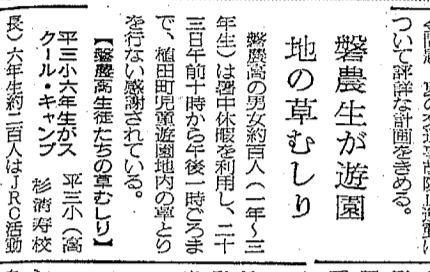 ついて詳詳な計画をきめる。
磐農生が遊園
地の草むしり
磐農高の男女約百人(一年〜三
年生)は暑中休暇を利用し、二十
三日午前十時から午後一時ごろま
で、植田町児童遊園地内の草とり
を行ない感謝されている。
【磐農高生徒たちの草むしり】
平三小六年生がス
クール・キャンプ
平三小(高
杉清寿校
長)六年生約二百人はJRC活動